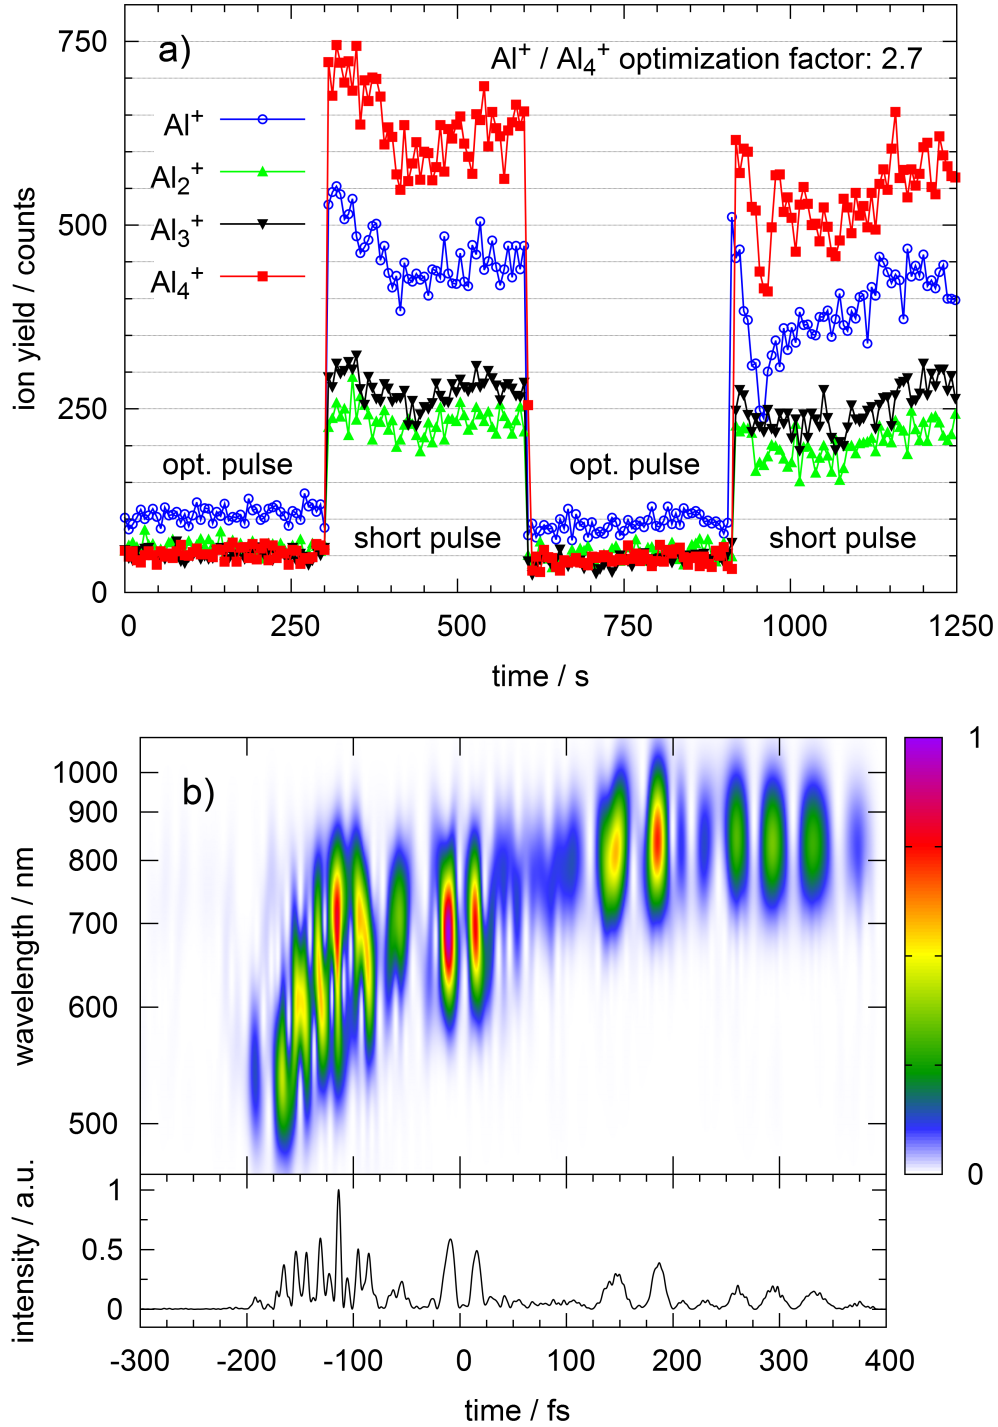 a)
Al⁺ / Al₄⁺ optimization factor: 2.7
Al⁺
Al₂⁺
Al₃⁺
Al₄⁺
opt. pulse
opt. pulse
short pulse
short pulse
750
500
250
0
ion yield / counts
0 250 500 750 1000 1250
time / s
b)
1000
900
800
700
600
500
wavelength / nm
1
0
1
0.5
0
intensity / a.u.
-300 -200 -100 0 100 200 300 400
time / fs